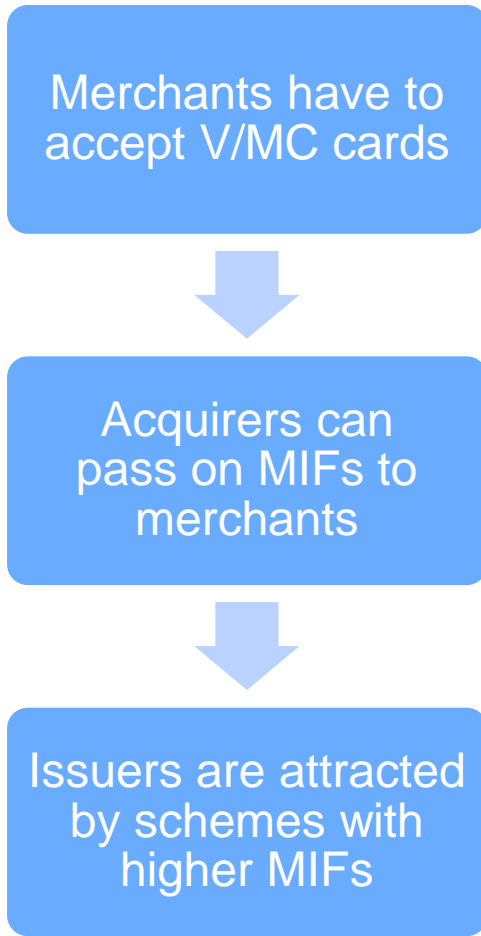 Merchants have to
accept V/MC cards
Acquirers can
pass on MIFs to
merchants
Issuers are attracted
by schemes with
higher MIFs